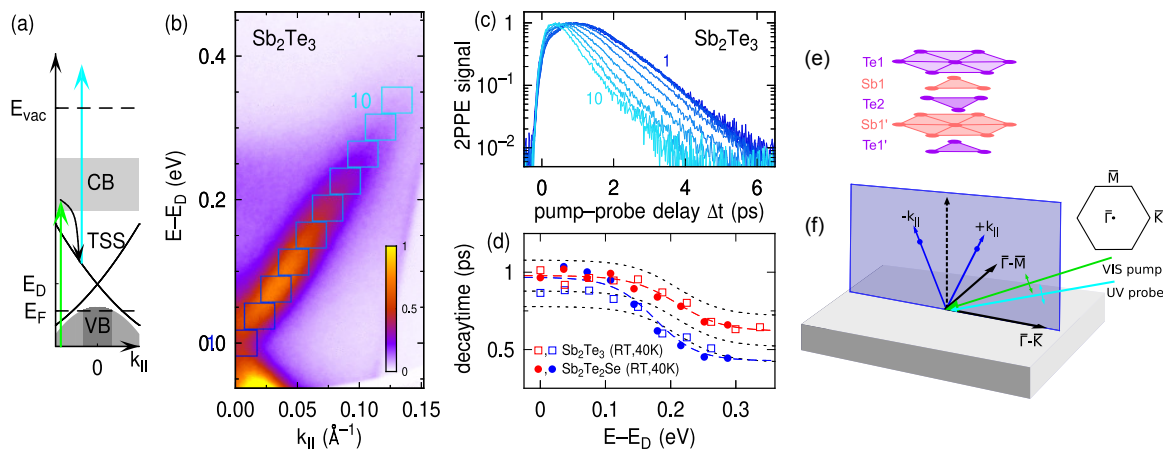 (a)
E_vac
CB
TSS
E_D
E_F
VB
0
k_||
(b)
Sb₂Te₃
E–E_D (eV)
0.4
0.2
0.0
10
1
1
0.5
0
0.00
0.05
0.10
0.15
k_|| (Å⁻¹)
(c)
Sb₂Te₃
2PPE signal
1
10⁻¹
10⁻²
1
10
0
2
4
6
pump–probe delay Δt (ps)
(d)
decaytime (ps)
1
0.5
□,□ Sb₂Te₃ (RT,40K)
●,● Sb₂Te₂Se (RT,40K)
0
0.1
0.2
0.3
E–E_D (eV)
(e)
Te1
Sb1
Te2
Sb1'
Te1'
(f)
M̅
Γ̅
K̅
-k_||
+k_||
Γ̅-M̅
VIS pump
UV probe
Γ̅-K̅